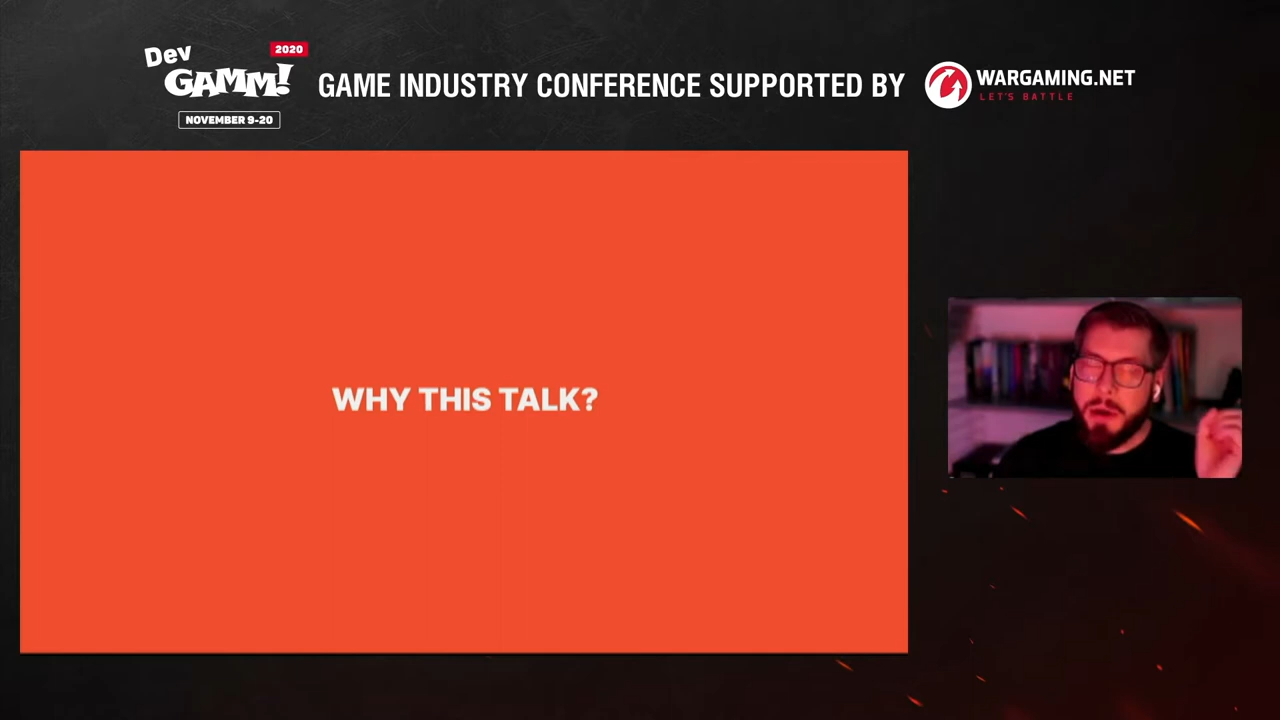 Dev
2020
GAMM!
NOVEMBER 9-20
GAME INDUSTRY CONFERENCE SUPPORTED BY
WARGAMING.NET
LET'S BATTLE
WHY THIS TALK?